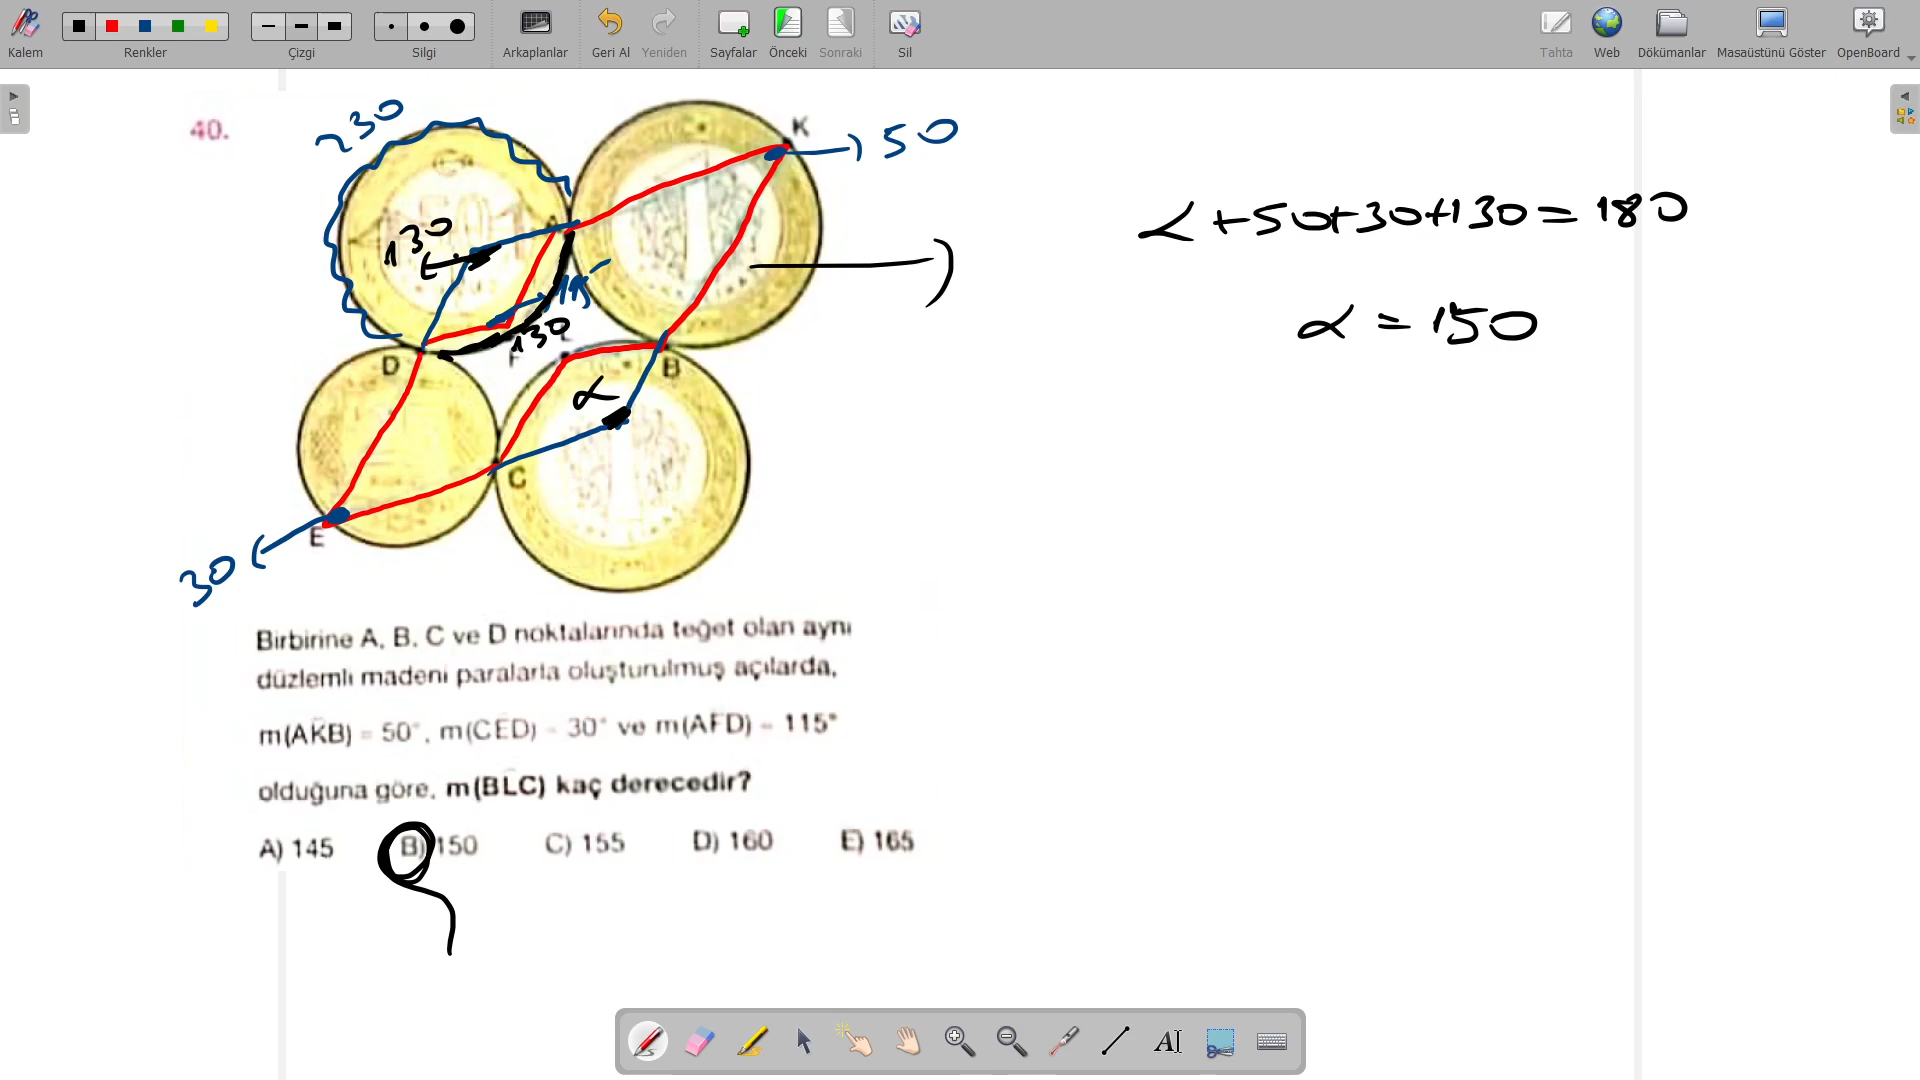 Kalem
Renkler
Çizgi
Silgi
Arkaplanlar
Geri Al
Yeniden
Sayfalar
Önceki
Sonraki
Sil
Tahta
Web
Dökümanlar
Masaüstünü Göster
OpenBoard
40.
230
K
50
130
A
115
130
F
L
D
B
α
C
E
30
α+50+30+130=180
α=150
Birbirine A, B, C ve D noktalarında teğet olan aynı
düzlemli madeni paralarla oluşturulmuş açılarda,
m(AKB) = 50°, m(CED) = 30° ve m(AFD) = 115°
olduğuna göre, m(BLC) kaç derecedir?
A) 145 B) 150 C) 155 D) 160 E) 165